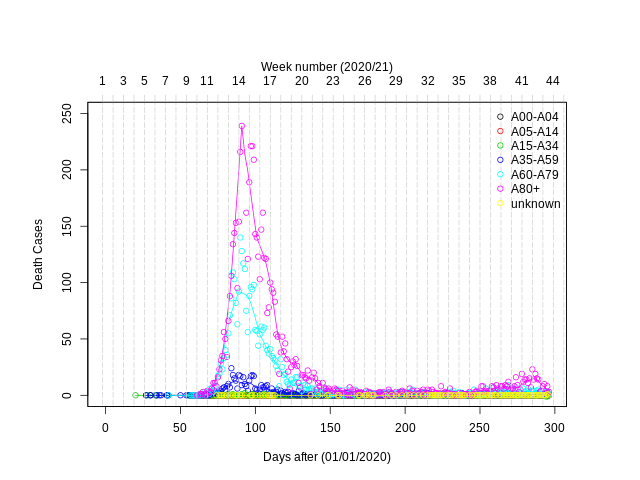 Week number (2020/21)
1 3 5 7 9 11 14 17 20 23 26 29 32 35 38 41 44
250
200
150
100
50
0
Death Cases
A00-A04
A05-A14
A15-A34
A35-A59
A60-A79
A80+
unknown
0 50 100 150 200 250 300
Days after (01/01/2020)